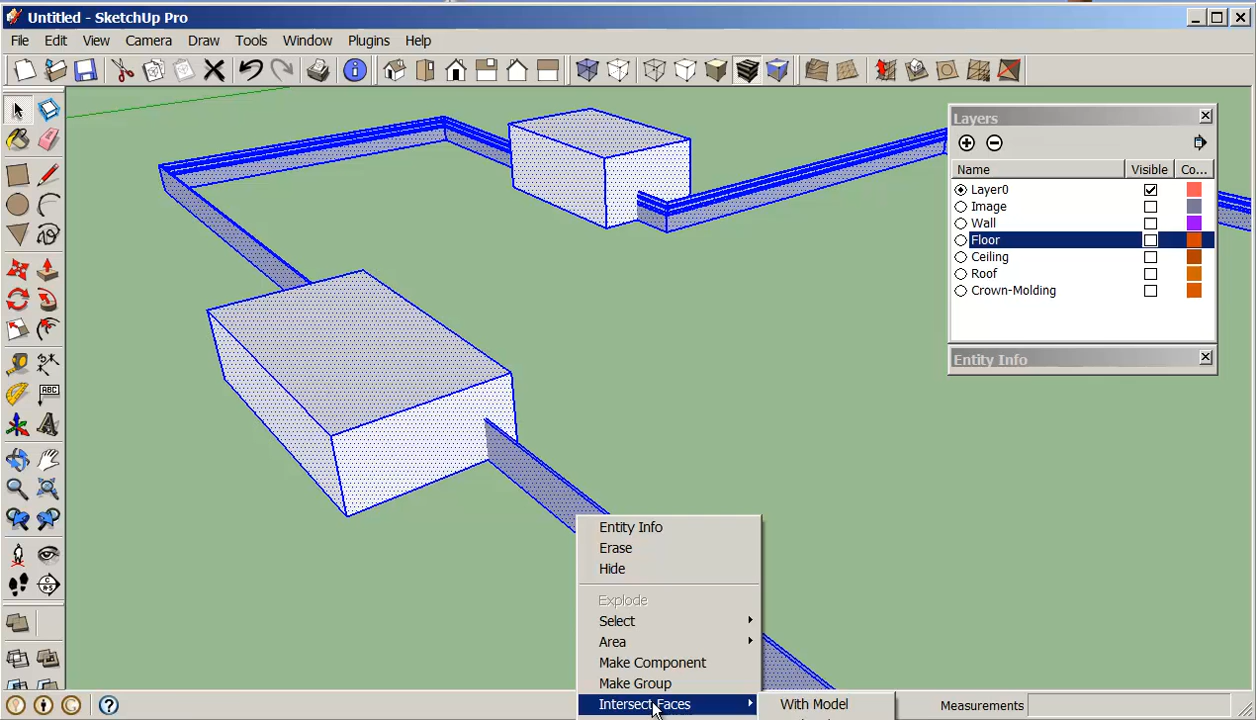 Untitled - SketchUp Pro
File Edit View Camera Draw Tools Window Plugins Help
Layers
Name Visible Co...
Layer0
Image
Wall
Floor
Ceiling
Roof
Crown-Molding
Entity Info
ABC
Entity Info
Erase
Hide
Explode
Select
Area
Make Component
Make Group
Intersect Faces
With Model
Measurements